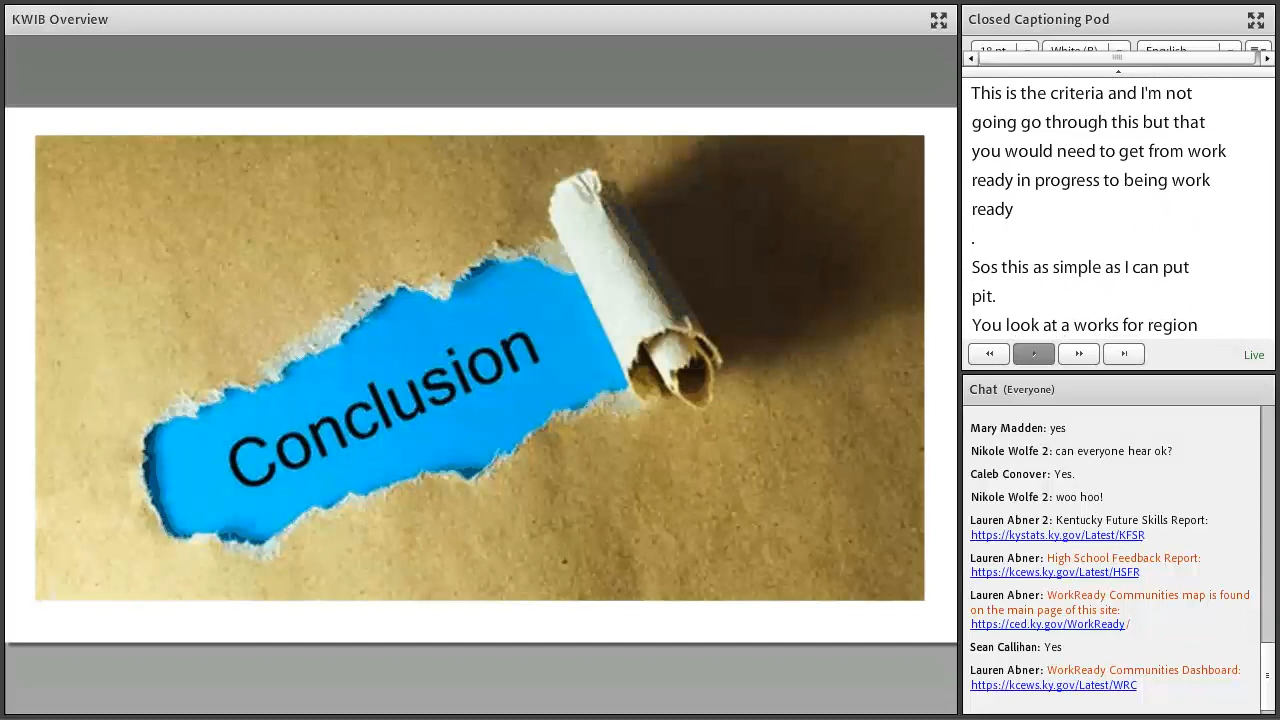 KWIB Overview
Conclusion
Closed Captioning Pod
18 pt
White (B)
English
This is the criteria and I'm not
going go through this but that
you would need to get from work
ready in progress to being work
ready
.
Sos this as simple as I can put
pit.
You look at a works for region
Live
Chat (Everyone)
Mary Madden: yes
Nikole Wolfe 2: can everyone hear ok?
Caleb Conover: Yes.
Nikole Wolfe 2: woo hoo!
Lauren Abner 2: Kentucky Future Skills Report:
https://kystats.ky.gov/Latest/KFSR
Lauren Abner: High School Feedback Report:
https://kcews.ky.gov/Latest/HSFR
Lauren Abner: WorkReady Communities map is found
on the main page of this site:
https://ced.ky.gov/WorkReady/
Sean Callihan: Yes
Lauren Abner: WorkReady Communities Dashboard:
https://kcews.ky.gov/Latest/WRC